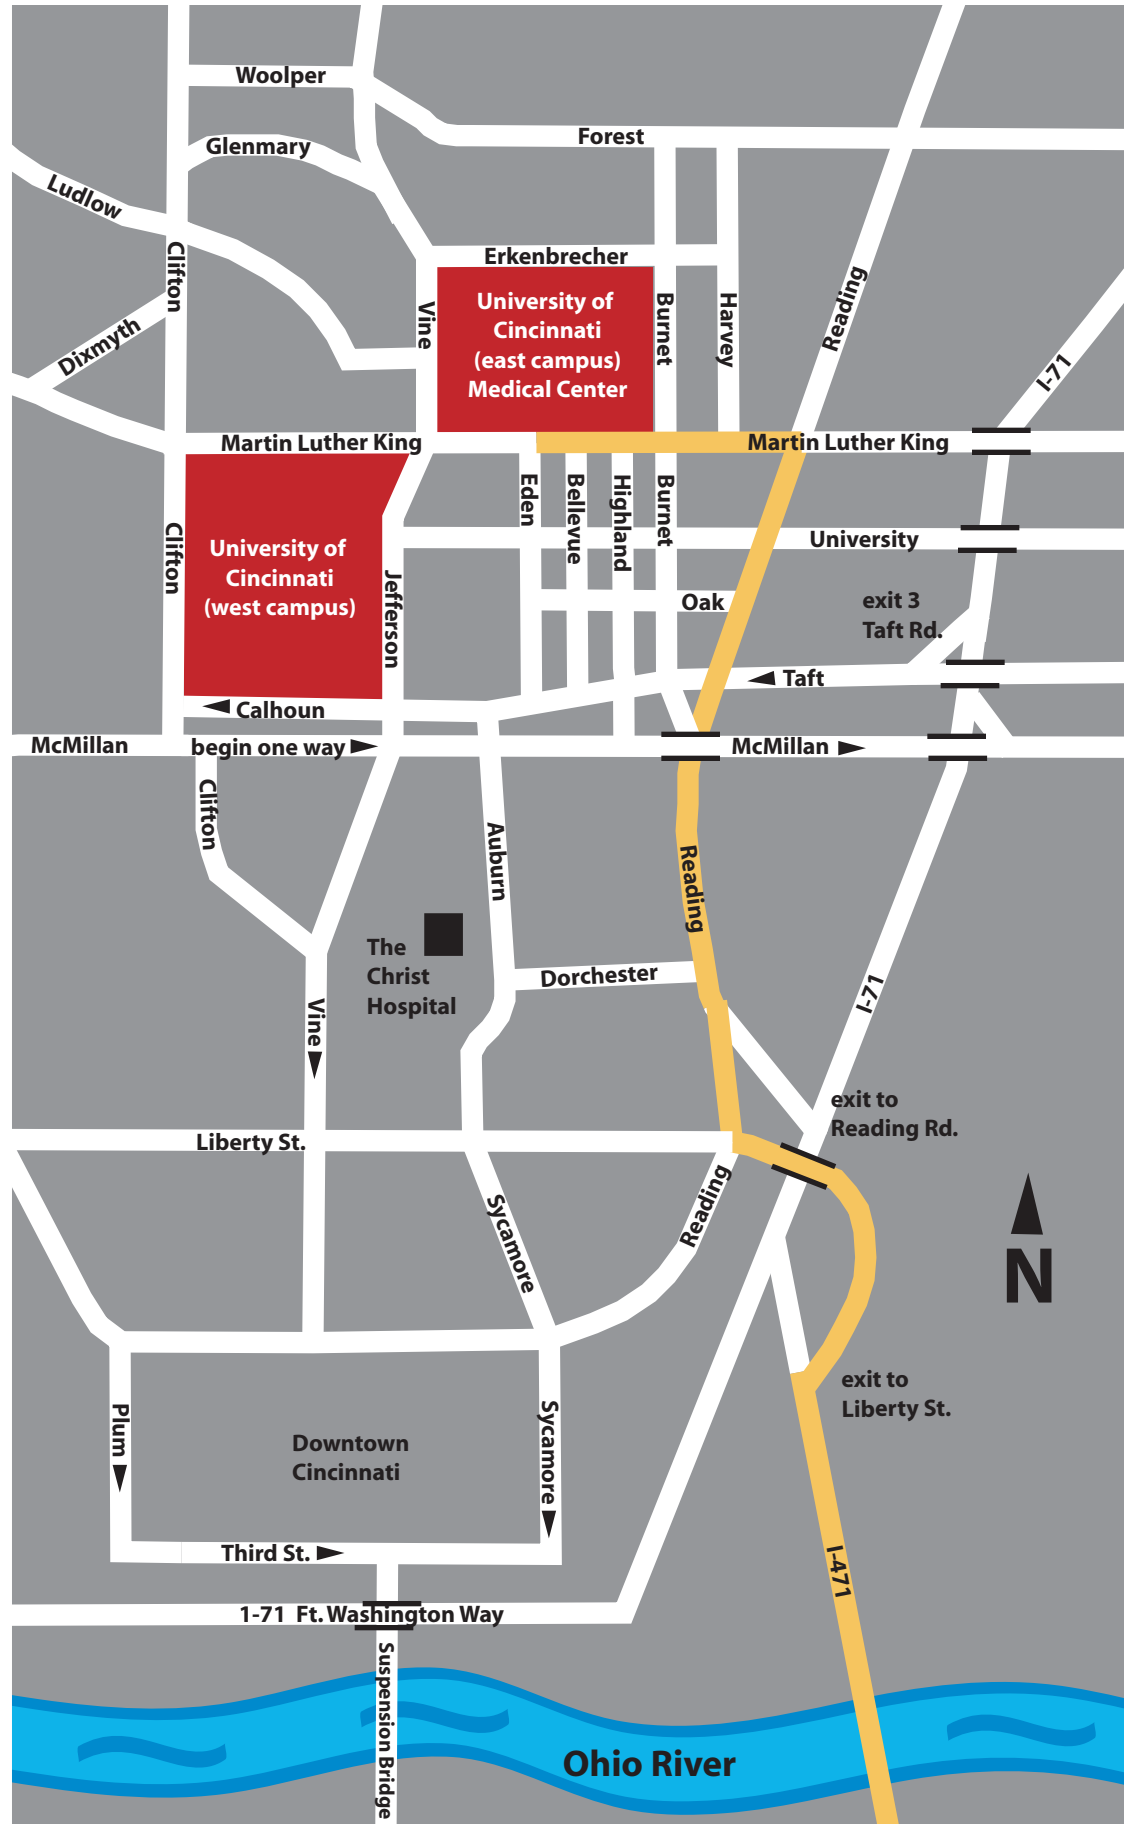 Woolper
Forest
Glenmary
Ludlow
Clifton
Erkenbrecher
Dixmyth
Vine
University of
Cincinnati
(east campus)
Medical Center
Burnet
Harvey
Reading
I-71
Martin Luther King
Martin Luther King
Clifton
University of
Cincinnati
(west campus)
Jefferson
Eden
Bellevue
Highland
Burnet
University
Oak
exit 3
Taft Rd.
Taft
Calhoun
McMillan
begin one way
McMillan
Clifton
Auburn
Reading
The
Christ
Hospital
Dorchester
I-71
Vine
exit to
Reading Rd.
Liberty St.
Sycamore
Reading
N
exit to
Liberty St.
Plum
Downtown
Cincinnati
Sycamore
Third St.
I-471
1-71 Ft. Washington Way
Suspension Bridge
Ohio River